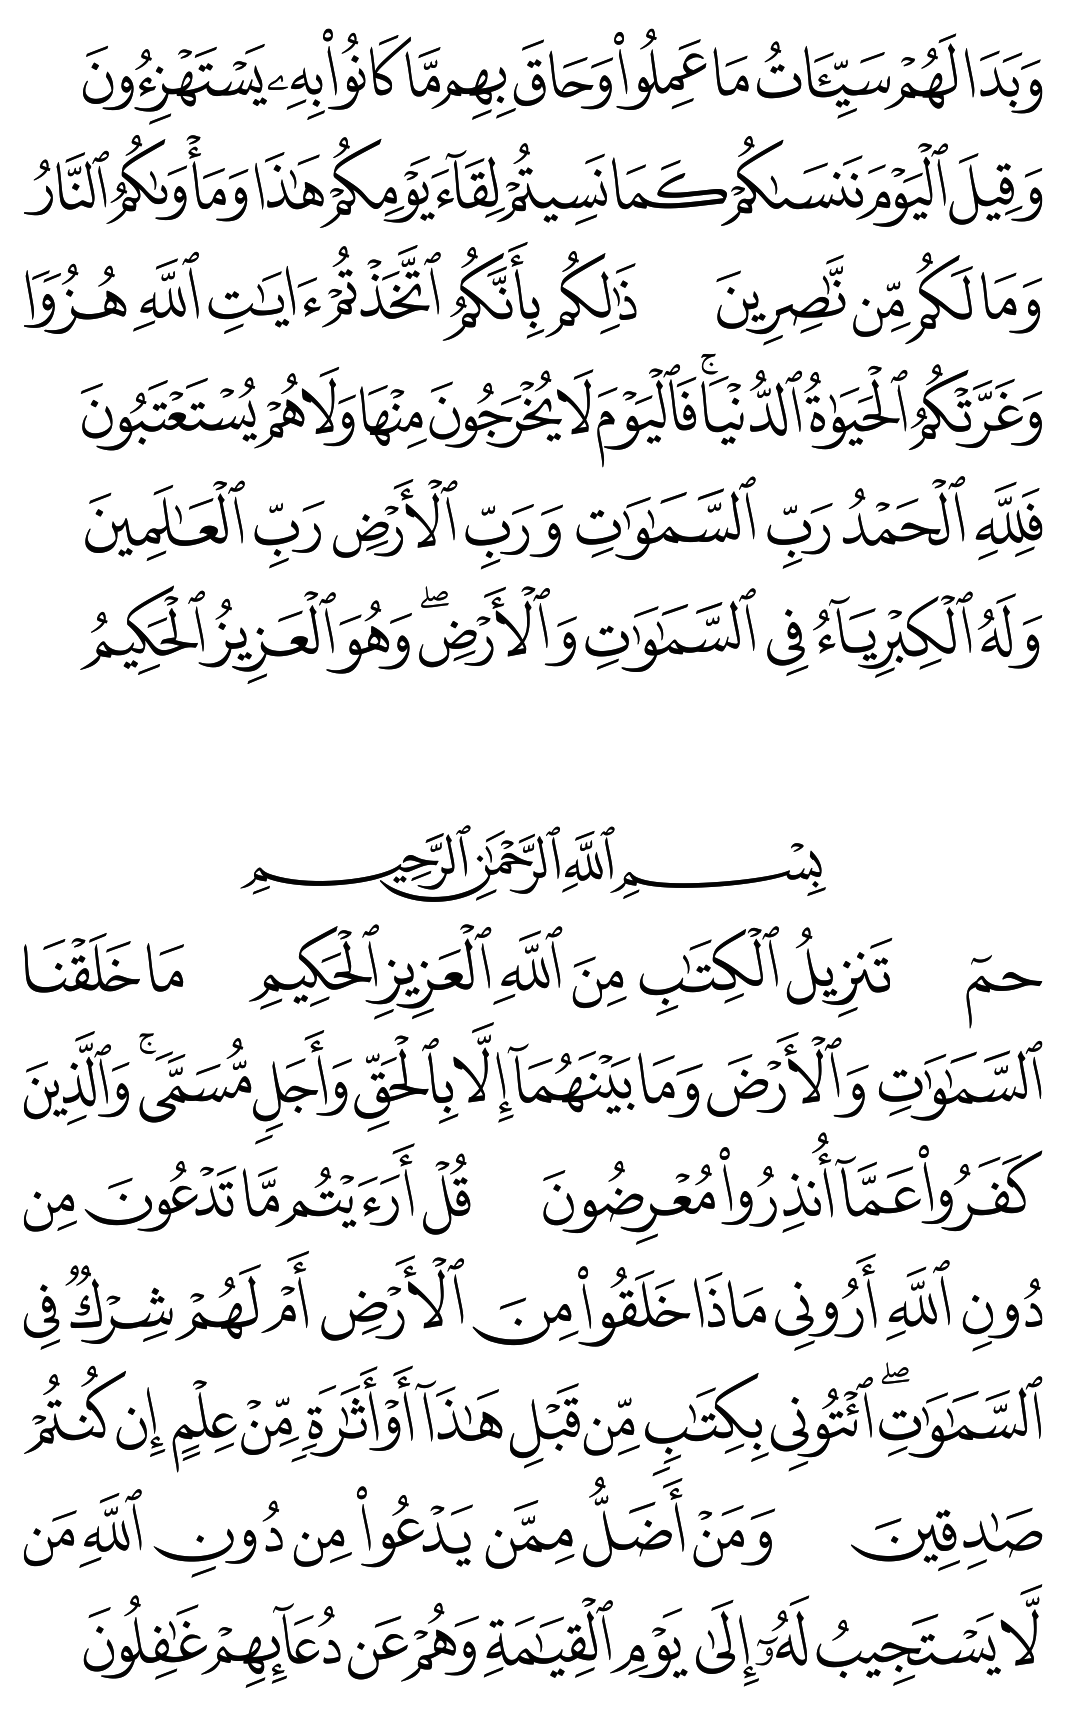 وَبَدَا لَهُمْ سَيِّـَٔاتُ مَا عَمِلُوا۟ وَحَاقَ بِهِم مَّا كَانُوا۟ بِهِۦ يَسْتَهْزِءُونَ
وَقِيلَ ٱلْيَوْمَ نَنسَىٰكُمْ كَمَا نَسِيتُمْ لِقَآءَ يَوْمِكُمْ هَٰذَا وَمَأْوَىٰكُمُ ٱلنَّارُ
وَمَا لَكُم مِّن نَّٰصِرِينَ ذَٰلِكُم بِأَنَّكُمُ ٱتَّخَذْتُمْ ءَايَٰتِ ٱللَّهِ هُزُوًا
وَغَرَّتْكُمُ ٱلْحَيَوٰةُ ٱلدُّنْيَا ۚ فَٱلْيَوْمَ لَا يُخْرَجُونَ مِنْهَا وَلَا هُمْ يُسْتَعْتَبُونَ
فَلِلَّهِ ٱلْحَمْدُ رَبِّ ٱلسَّمَٰوَٰتِ وَرَبِّ ٱلْأَرْضِ رَبِّ ٱلْعَٰلَمِينَ
وَلَهُ ٱلْكِبْرِيَآءُ فِى ٱلسَّمَٰوَٰتِ وَٱلْأَرْضِ ۖ وَهُوَ ٱلْعَزِيزُ ٱلْحَكِيمُ
بِسْمِ ٱللَّهِ ٱلرَّحْمَٰنِ ٱلرَّحِيمِ
حمٓ تَنزِيلُ ٱلْكِتَٰبِ مِنَ ٱللَّهِ ٱلْعَزِيزِ ٱلْحَكِيمِ مَا خَلَقْنَا
ٱلسَّمَٰوَٰتِ وَٱلْأَرْضَ وَمَا بَيْنَهُمَآ إِلَّا بِٱلْحَقِّ وَأَجَلٍ مُّسَمًّى ۚ وَٱلَّذِينَ
كَفَرُوا۟ عَمَّآ أُنذِرُوا۟ مُعْرِضُونَ قُلْ أَرَءَيْتُم مَّا تَدْعُونَ مِن
دُونِ ٱللَّهِ أَرُونِى مَاذَا خَلَقُوا۟ مِنَ ٱلْأَرْضِ أَمْ لَهُمْ شِرْكٌ فِى
ٱلسَّمَٰوَٰتِ ۖ ٱئْتُونِى بِكِتَٰبٍ مِّن قَبْلِ هَٰذَآ أَوْ أَثَٰرَةٍ مِّنْ عِلْمٍ إِن كُنتُمْ
صَٰدِقِينَ وَمَنْ أَضَلُّ مِمَّن يَدْعُوا۟ مِن دُونِ ٱللَّهِ مَن
لَّا يَسْتَجِيبُ لَهُۥٓ إِلَىٰ يَوْمِ ٱلْقِيَٰمَةِ وَهُمْ عَن دُعَآئِهِمْ غَٰفِلُونَ